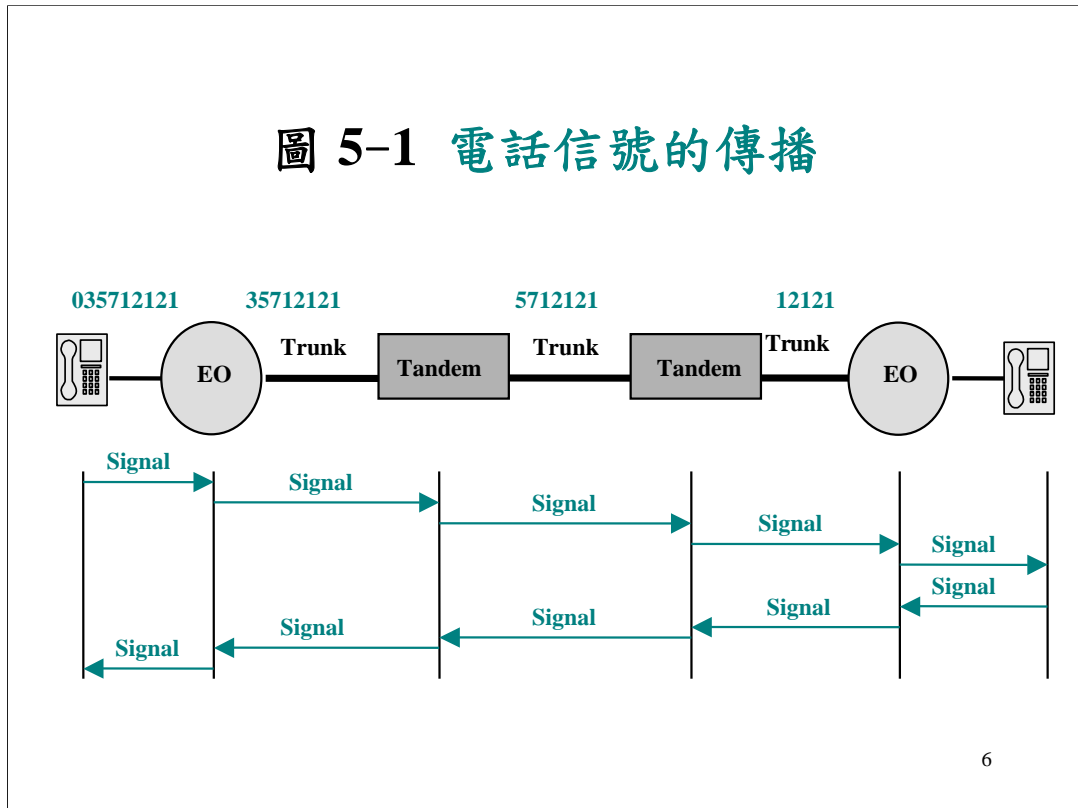 圖 5-1 電話信號的傳播
035712121 35712121 5712121 12121
Trunk Trunk Trunk
EO Tandem Tandem EO
Signal
Signal
Signal
Signal
Signal
Signal
Signal
Signal
Signal
Signal
6